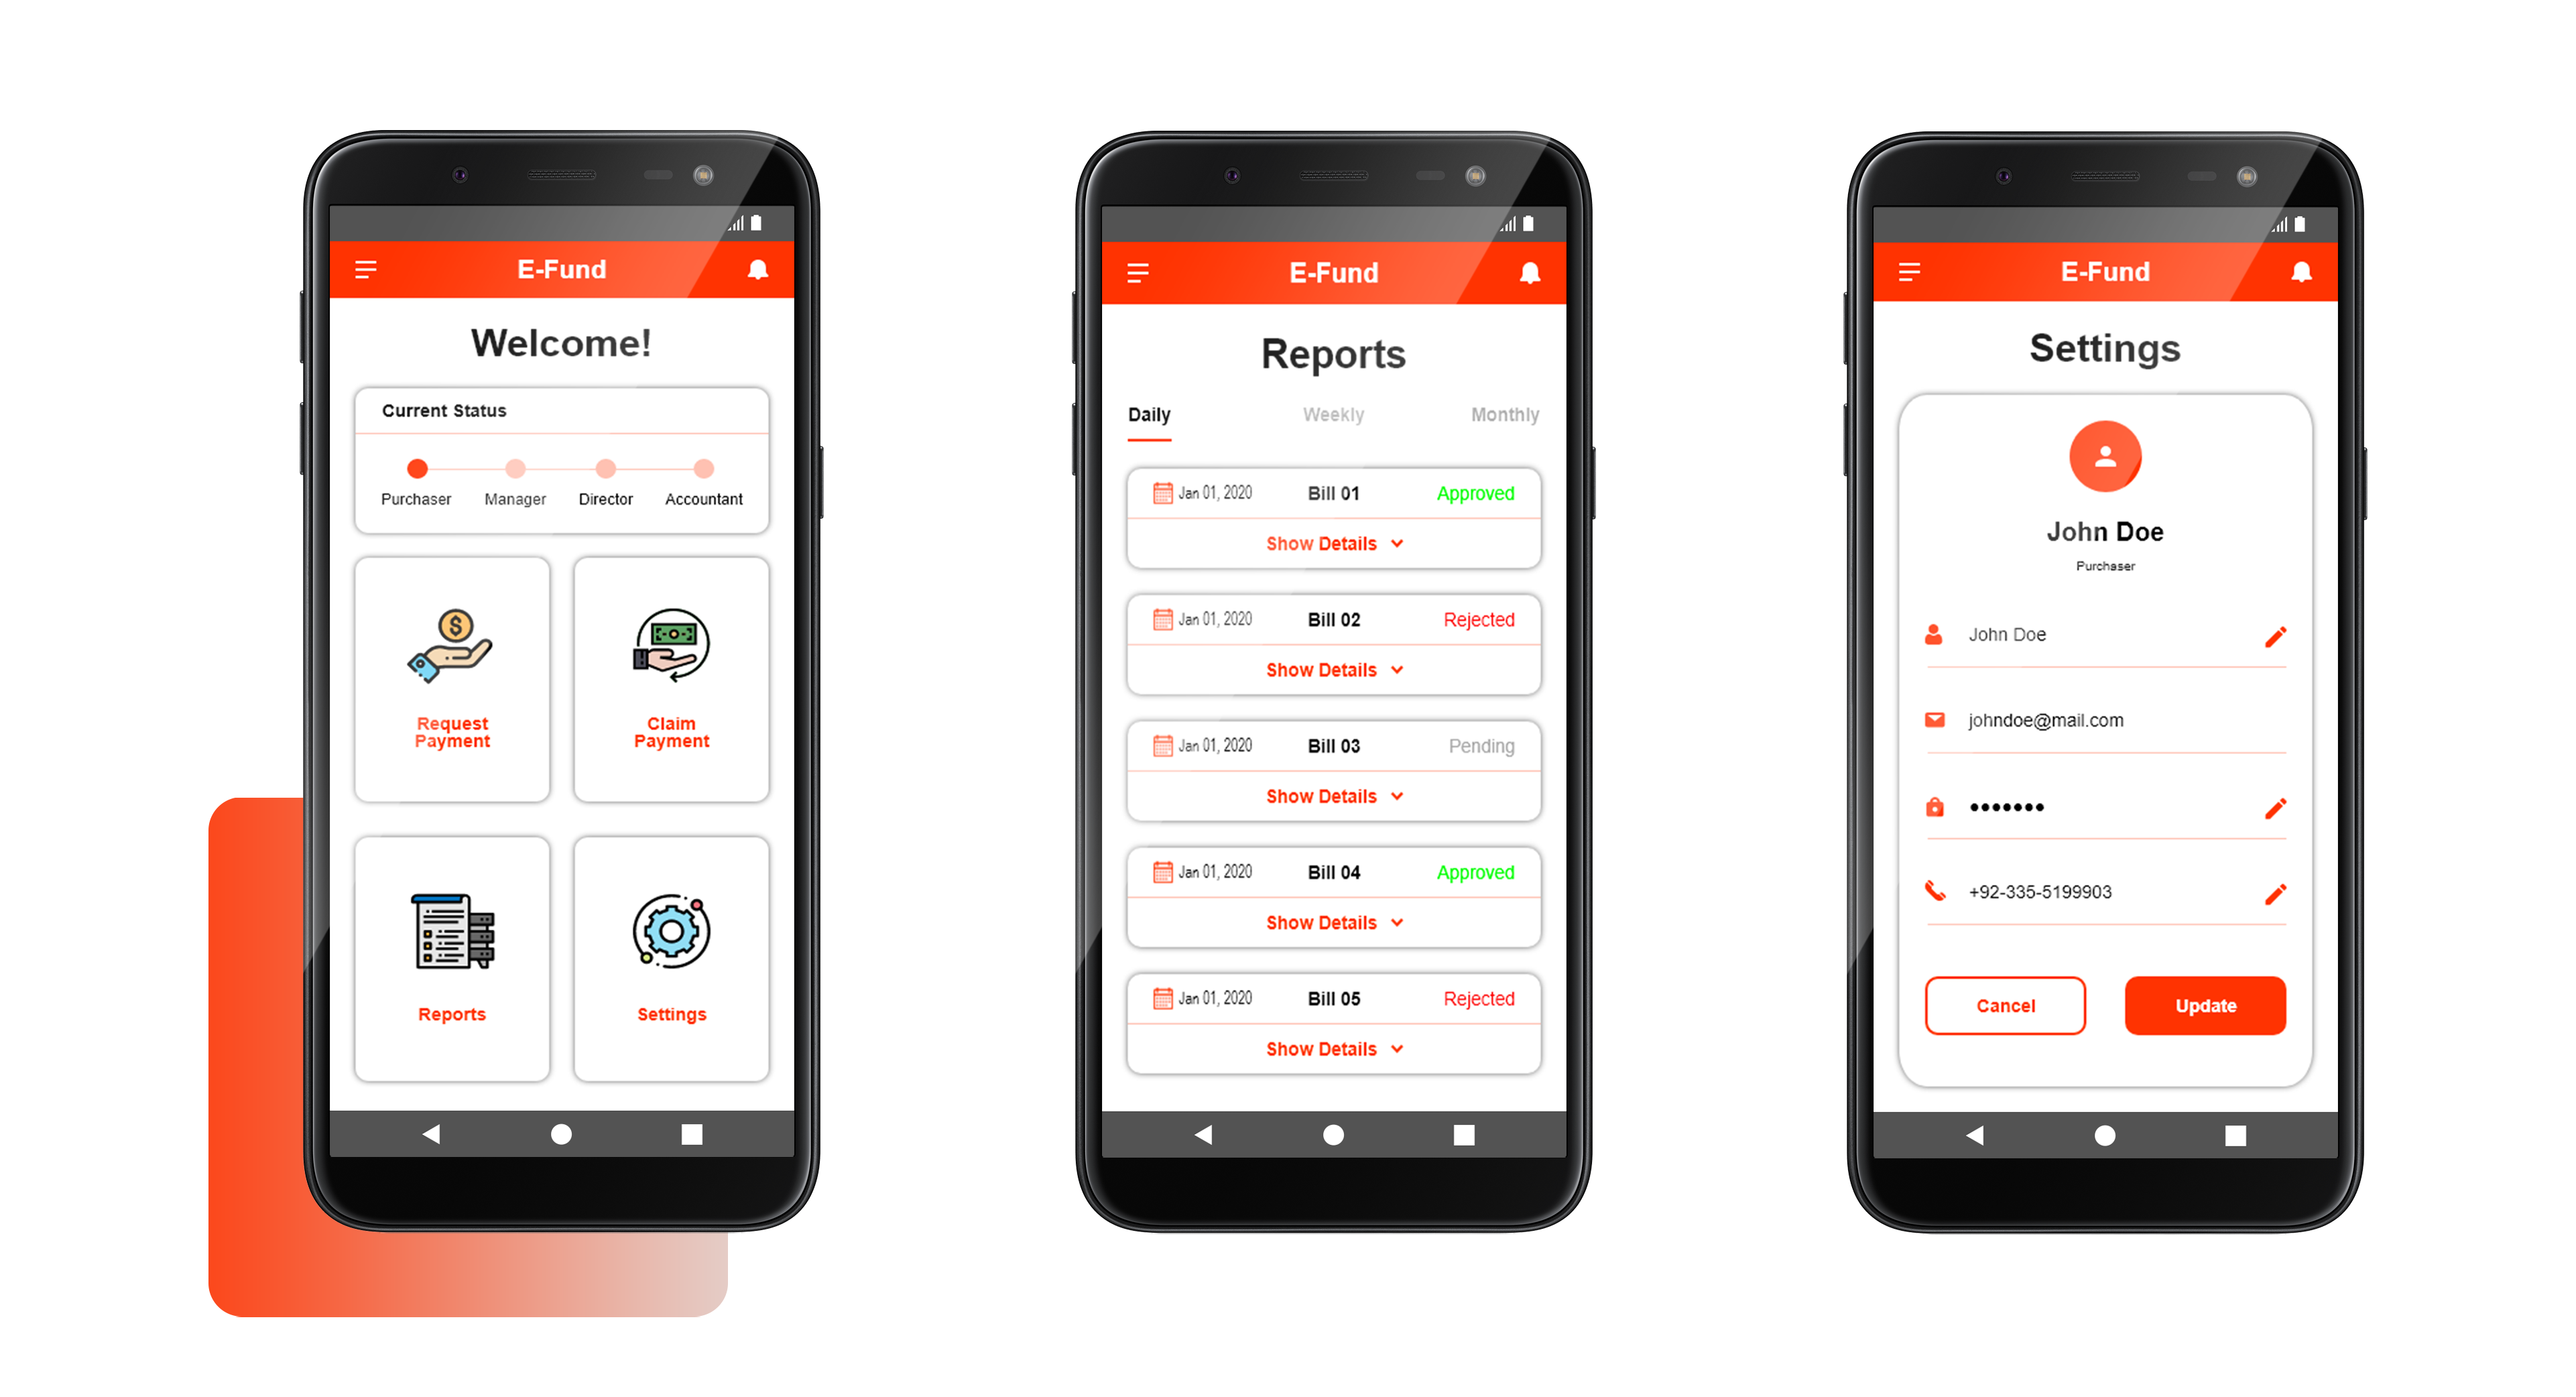 E-Fund
Welcome!
Current Status
Purchaser Manager Director Accountant
Request
Payment
Claim
Payment
Reports
Settings
E-Fund
Reports
Daily Weekly Monthly
Jan 01, 2020 Bill 01 Approved
Show Details
Jan 01, 2020 Bill 02 Rejected
Show Details
Jan 01, 2020 Bill 03 Pending
Show Details
Jan 01, 2020 Bill 04 Approved
Show Details
Jan 01, 2020 Bill 05 Rejected
Show Details
E-Fund
Settings
John Doe
Purchaser
John Doe
johndoe@mail.com
•••••••
+92-335-5199903
Cancel Update